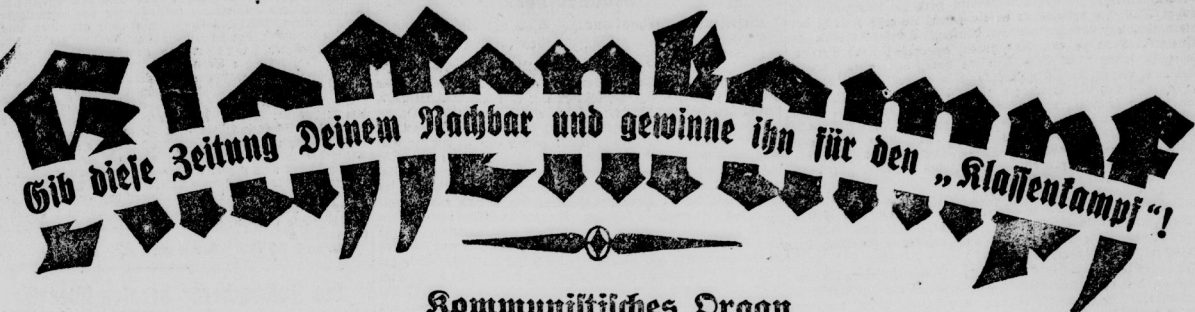 Klassenkampf
Gib diese Zeitung Deinem Nachbar und gewinne ihn für den „Klassenkampf“!
Kommunistisches Organ